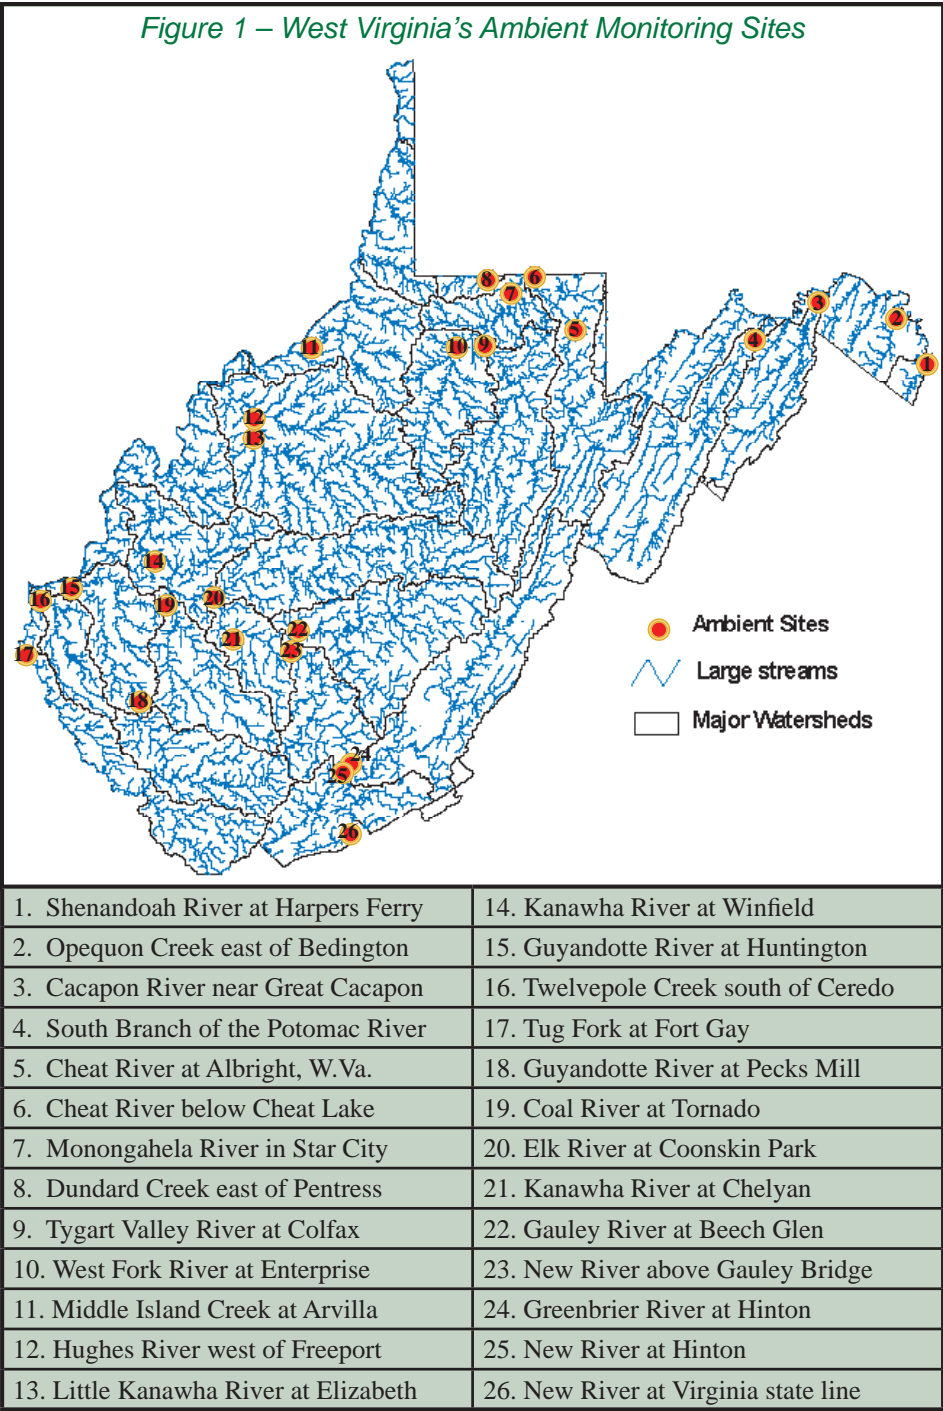 Figure 1 – West Virginia's Ambient Monitoring Sites
8
6
7
3
2
5
4
11
10
9
1
12
13
14
15
16
19
20
22
21
23
17
18
24
25
26
Ambient Sites
Large streams
Major Watersheds
1. Shenandoah River at Harpers Ferry
2. Opequon Creek east of Bedington
3. Cacapon River near Great Cacapon
4. South Branch of the Potomac River
5. Cheat River at Albright, W.Va.
6. Cheat River below Cheat Lake
7. Monongahela River in Star City
8. Dundard Creek east of Pentress
9. Tygart Valley River at Colfax
10. West Fork River at Enterprise
11. Middle Island Creek at Arvilla
12. Hughes River west of Freeport
13. Little Kanawha River at Elizabeth
14. Kanawha River at Winfield
15. Guyandotte River at Huntington
16. Twelvepole Creek south of Ceredo
17. Tug Fork at Fort Gay
18. Guyandotte River at Pecks Mill
19. Coal River at Tornado
20. Elk River at Coonskin Park
21. Kanawha River at Chelyan
22. Gauley River at Beech Glen
23. New River above Gauley Bridge
24. Greenbrier River at Hinton
25. New River at Hinton
26. New River at Virginia state line